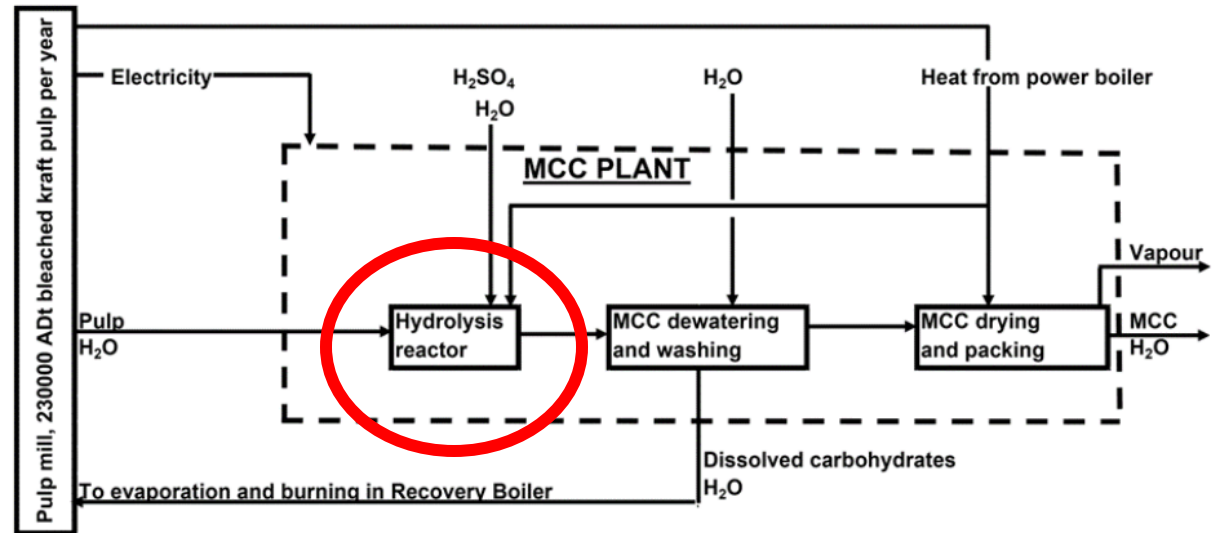 Pulp mill, 230000 ADt bleached kraft pulp per year
Electricity
H₂SO₄
H₂O
H₂O
Heat from power boiler
MCC PLANT
Vapour
Pulp
H₂O
Hydrolysis
reactor
MCC dewatering
and washing
MCC drying
and packing
MCC
H₂O
Dissolved carbohydrates
H₂O
To evaporation and burning in Recovery Boiler